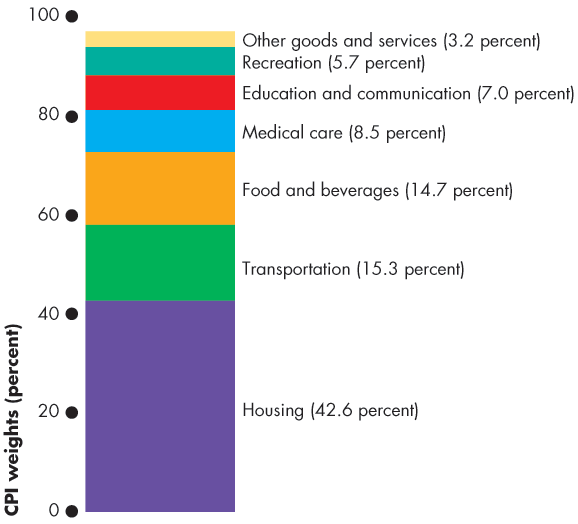 100
Other goods and services (3.2 percent)
Recreation (5.7 percent)
Education and communication (7.0 percent)
80
Medical care (8.5 percent)
Food and beverages (14.7 percent)
60
Transportation (15.3 percent)
40
CPI weights (percent)
20
Housing (42.6 percent)
0